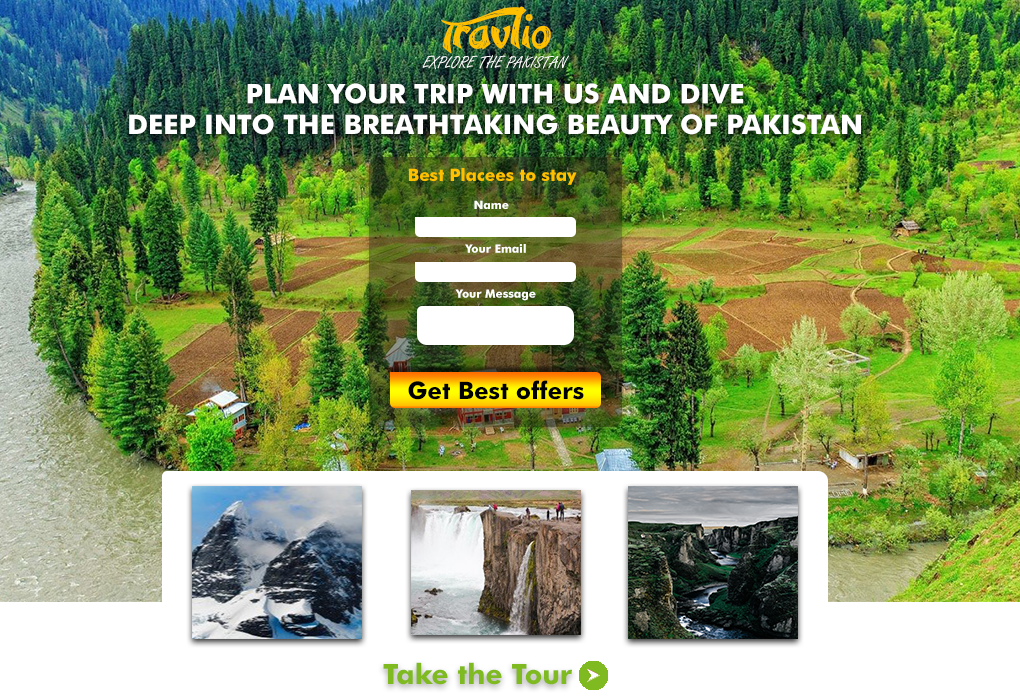 Travlio
EXPLORE THE PAKISTAN
PLAN YOUR TRIP WITH US AND DIVE
DEEP INTO THE BREATHTAKING BEAUTY OF PAKISTAN
Best Placees to stay
Name
Your Email
Your Message
Get Best offers
Take the Tour